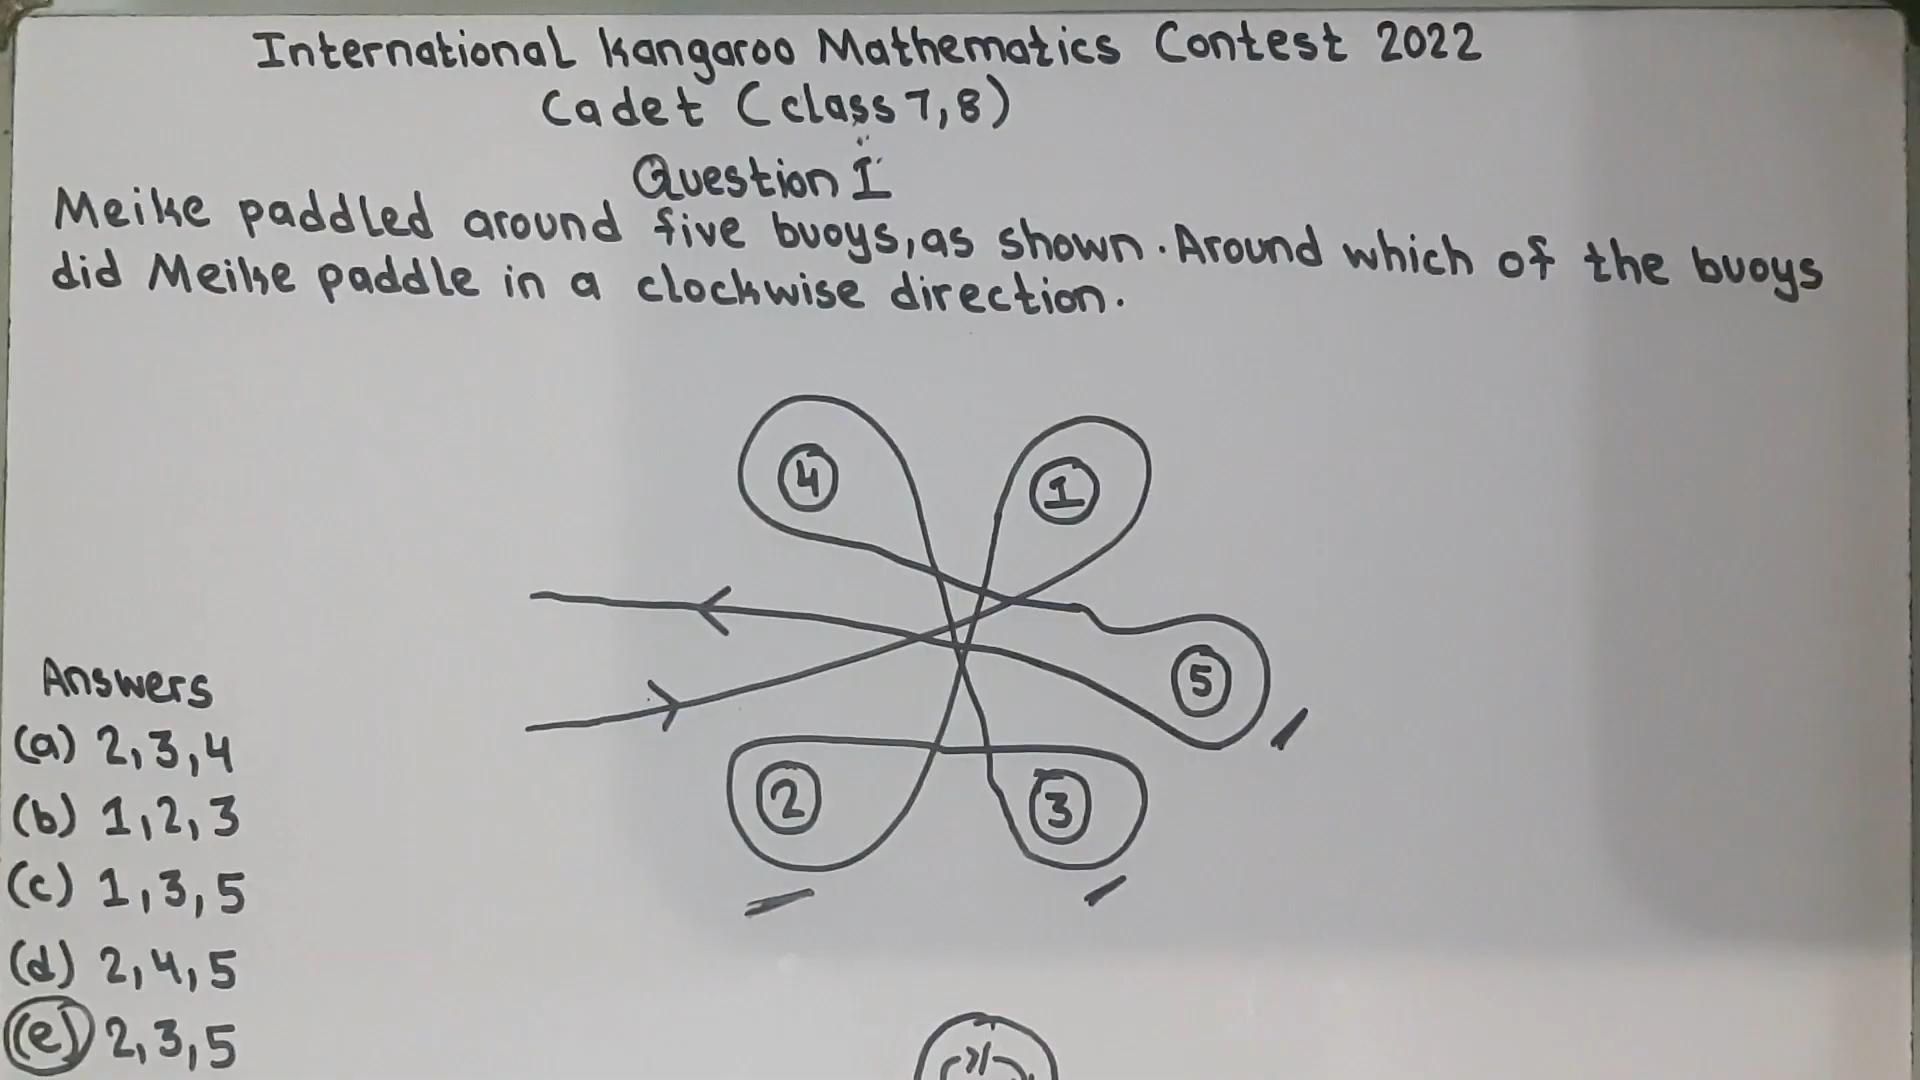 International Kangaroo Mathematics Contest 2022
Cadet (class 7,8)
Question 1
Meike paddled around five buoys, as shown. Around which of the buoys
did Meike paddle in a clockwise direction.
4
1
5
2
3
Answers
(a) 2,3,4
(b) 1,2,3
(c) 1,3,5
(d) 2,4,5
(e) 2,3,5